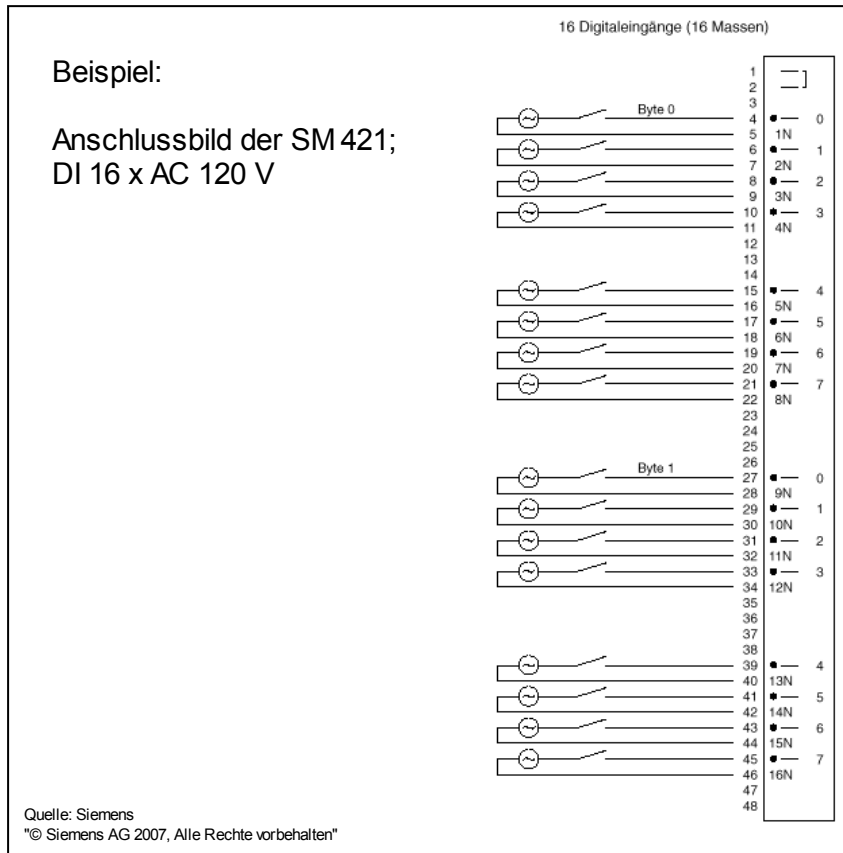 16 Digitaleingänge (16 Massen)
Beispiel:
Anschlussbild der SM 421;
DI 16 x AC 120 V
1
2
3
Byte 0
4 0
5 1N
6 1
7 2N
8 2
9 3N
10 3
11 4N
12
13
14
15 4
16 5N
17 5
18 6N
19 6
20 7N
21 7
22 8N
23
24
25
26
Byte 1
27 0
28 9N
29 1
30 10N
31 2
32 11N
33 3
34 12N
35
36
37
38
39 4
40 13N
41 5
42 14N
43 6
44 15N
45 7
46 16N
47
48
Quelle: Siemens
"© Siemens AG 2007, Alle Rechte vorbehalten"